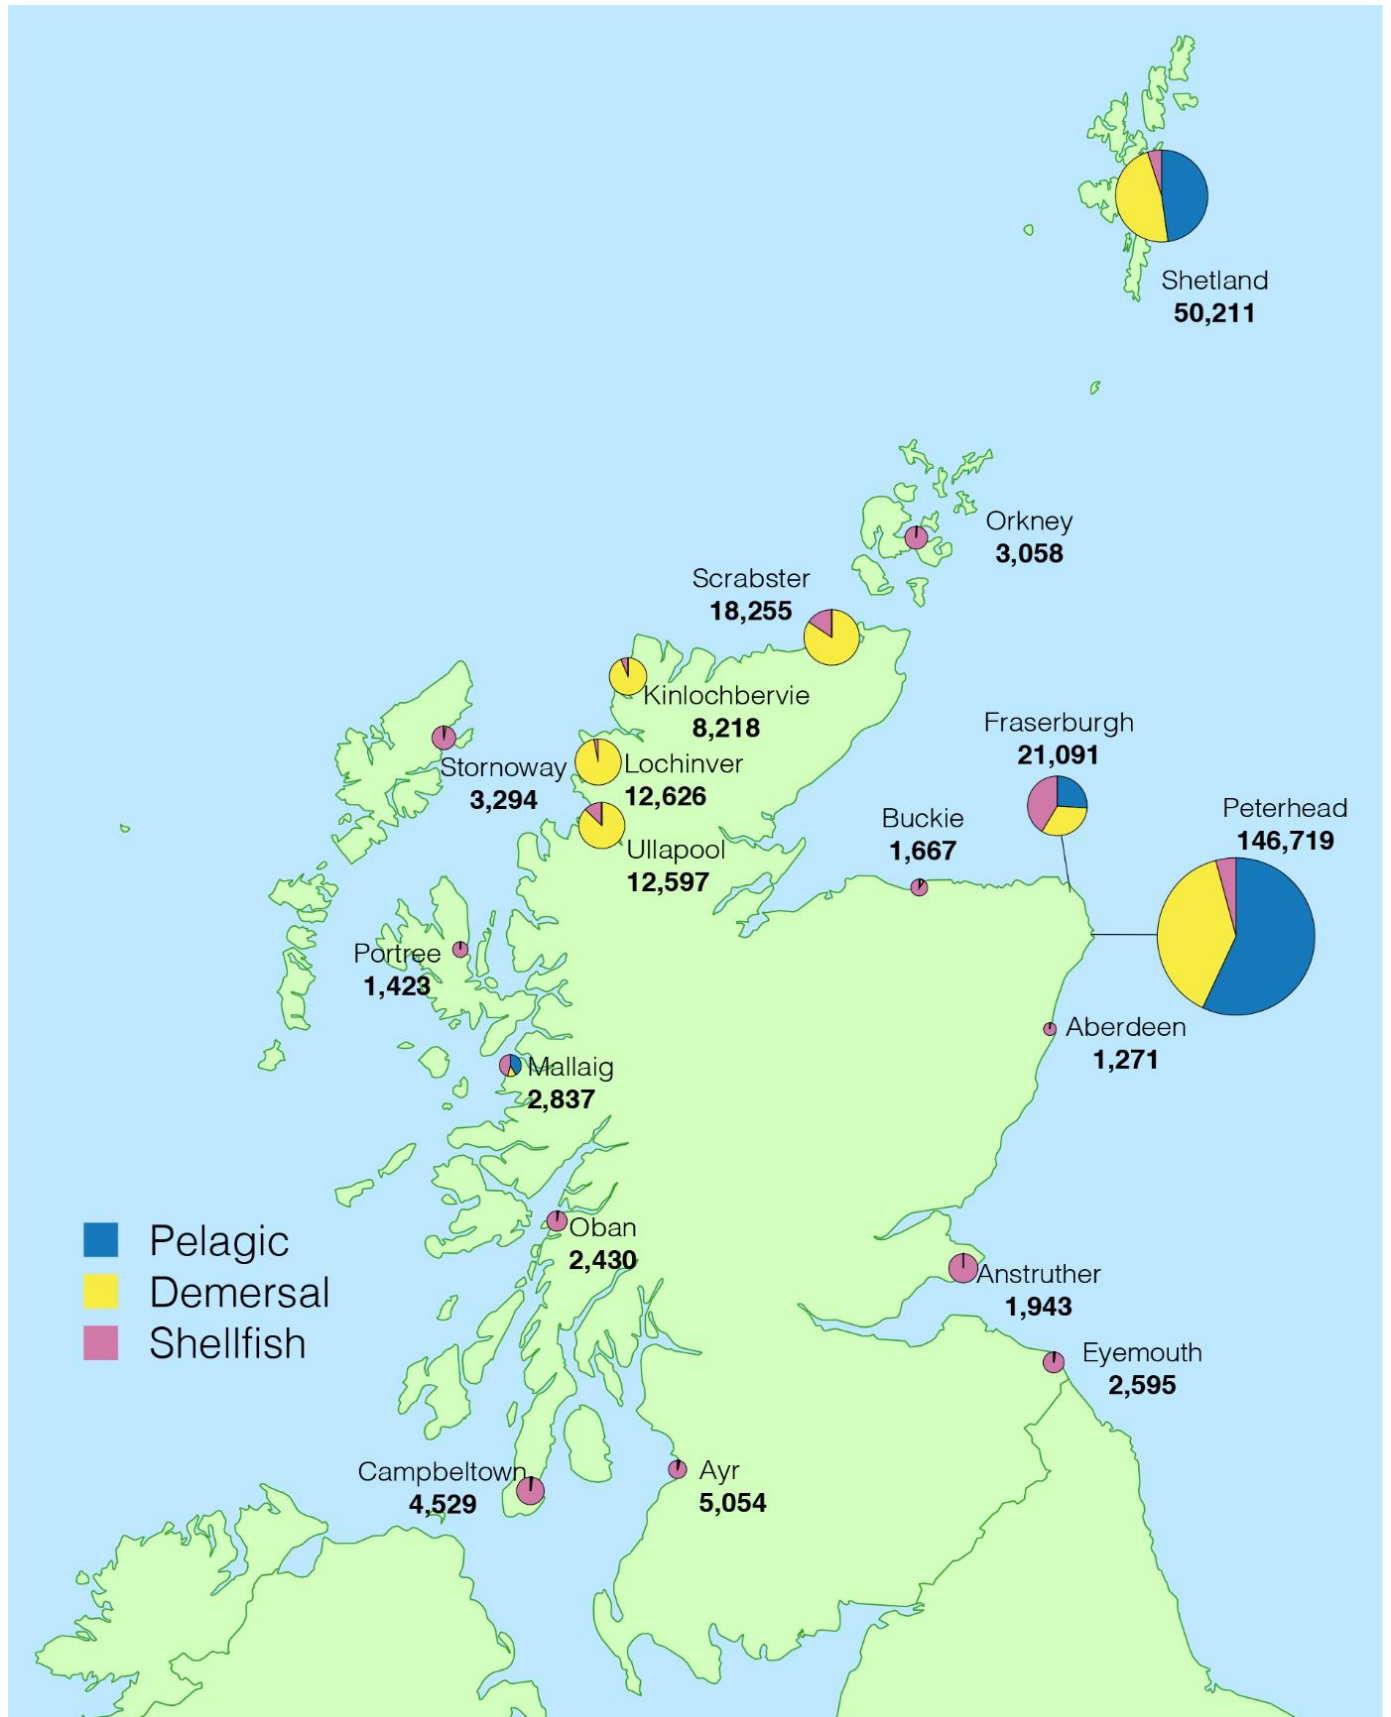 Shetland
50,211
Orkney
3,058
Scrabster
18,255
Kinlochbervie
8,218
Fraserburgh
21,091
Stornoway
3,294
Lochinver
12,626
Peterhead
146,719
Buckie
1,667
Ullapool
12,597
Portree
1,423
Aberdeen
1,271
Mallaig
2,837
Oban
2,430
Pelagic
Demersal
Shellfish
Anstruther
1,943
Eyemouth
2,595
Campbeltown
4,529
Ayr
5,054